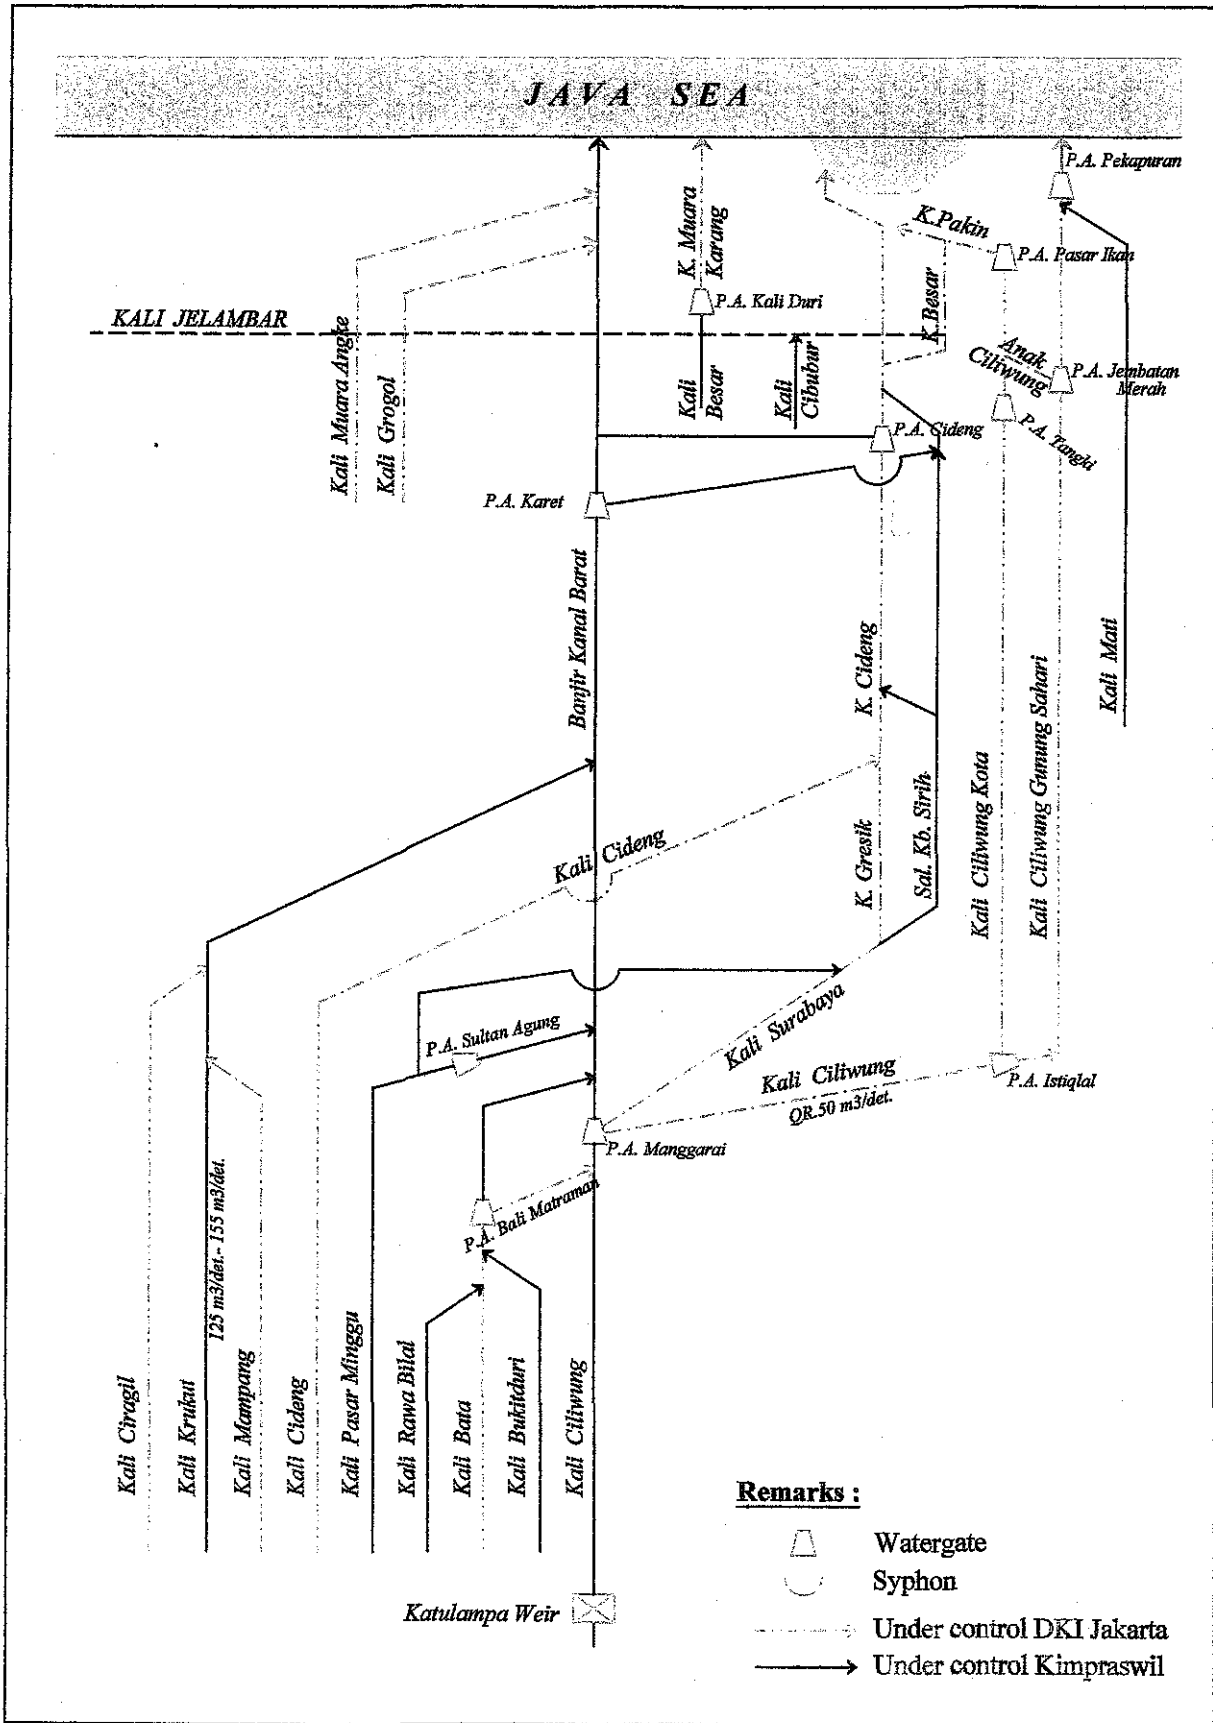 JAVA SEA
P.A. Pekapuran
K. Muara
Karang
K.Pakin
P.A. Pasar Ikan
P.A. Kali Duri
KALI JELAMBAR
K.Besar
Anak
Ciliwung
P.A. Jembatan
Merah
Kali Muara Angke
Kali Grogol
Kali
Besar
Kali
Cibubur
P.A. Cideng
P.A. Tangki
P.A. Karet
Banjir Kanal Barat
K. Cideng
Kali Mati
Kali Ciliwung Gunung Sahari
Kali Ciliwung Kota
Sal. Kb. Sirih
K. Gresik
Kali Cideng
P.A. Sultan Agung
Kali Surabaya
Kali Ciliwung
QR.50 m3/det.
P.A. Istiqlal
P.A. Manggarai
P.A. Bali Matraman
125 m3/det.- 155 m3/det.
Kali Ciragil
Kali Krukut
Kali Mampang
Kali Cideng
Kali Pasar Minggu
Kali Rawa Bilal
Kali Bata
Kali Bukitduri
Kali Ciliwung
Katulampa Weir
Remarks :
Watergate
Syphon
Under control DKI Jakarta
Under control Kimpraswil